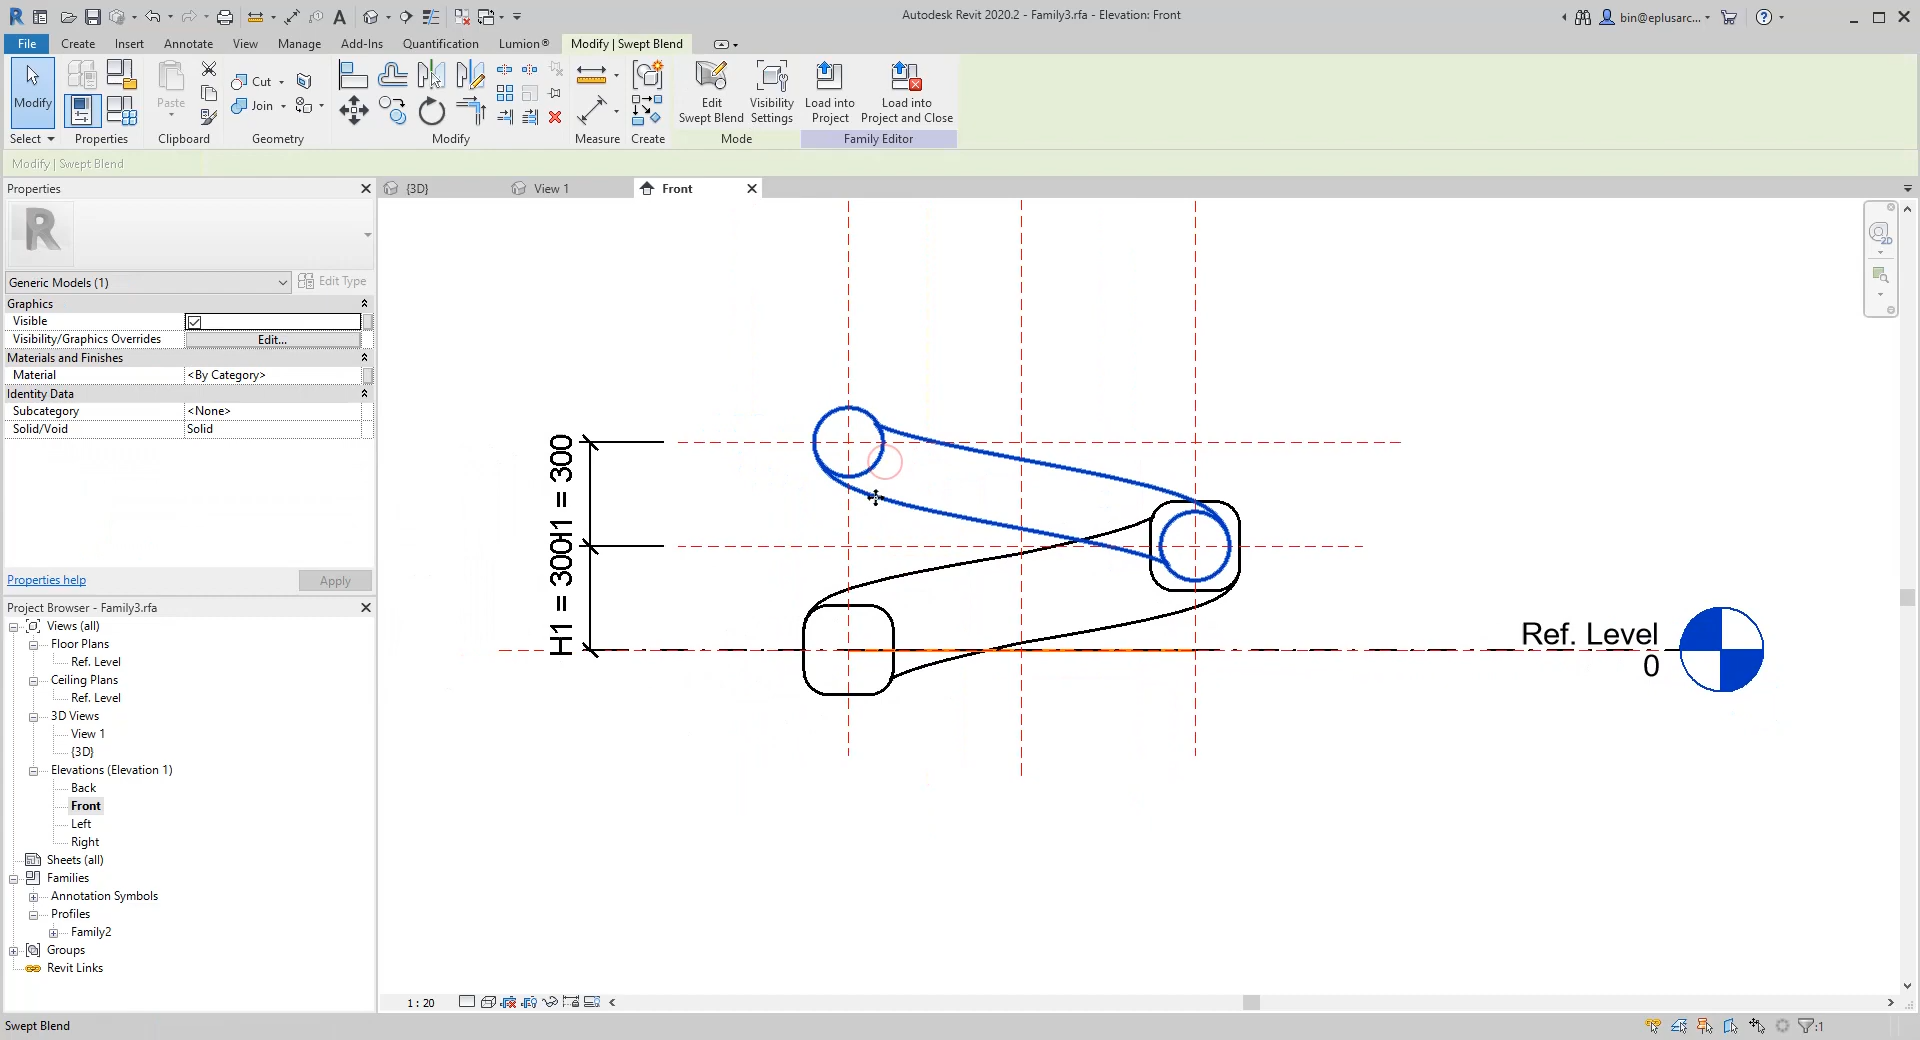 Autodesk Revit 2020.2 - Family3.rfa - Elevation: Front
bin@eplusarc...
File Create Insert Annotate View Manage Add-Ins Quantification Lumion® Modify | Swept Blend
Modify
Paste
Cut
Join
Edit Swept Blend
Visibility Settings
Load into Project
Load into Project and Close
Select Properties Clipboard Geometry Modify Measure Create Mode Family Editor
Modify | Swept Blend
Properties
{3D} View 1 Front
R
Generic Models (1) Edit Type
Graphics
Visible
Visibility/Graphics Overrides Edit...
Materials and Finishes
Material <By Category>
Identity Data
Subcategory <None>
Solid/Void Solid
Properties help Apply
Project Browser - Family3.rfa
Views (all)
Floor Plans
Ref. Level
Ceiling Plans
Ref. Level
3D Views
View 1
{3D}
Elevations (Elevation 1)
Back
Front
Left
Right
Sheets (all)
Families
Annotation Symbols
Profiles
Family2
Groups
Revit Links
H1 = 300
H1 = 300
Ref. Level
0
2D
1 : 20
Swept Blend
:1